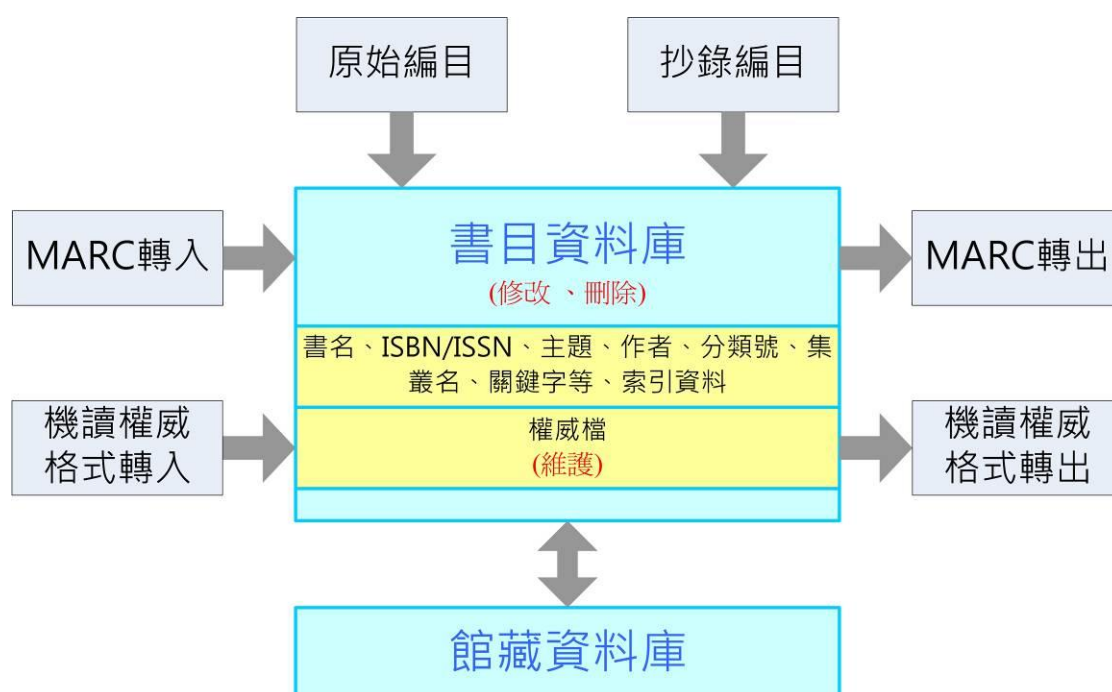 原始編目
抄錄編目
MARC轉入
書目資料庫
(修改 、刪除)
MARC轉出
書名、ISBN/ISSN、主題、作者、分類號、集
叢名、關鍵字等、索引資料
機讀權威
格式轉入
權威檔
(維護)
機讀權威
格式轉出
館藏資料庫